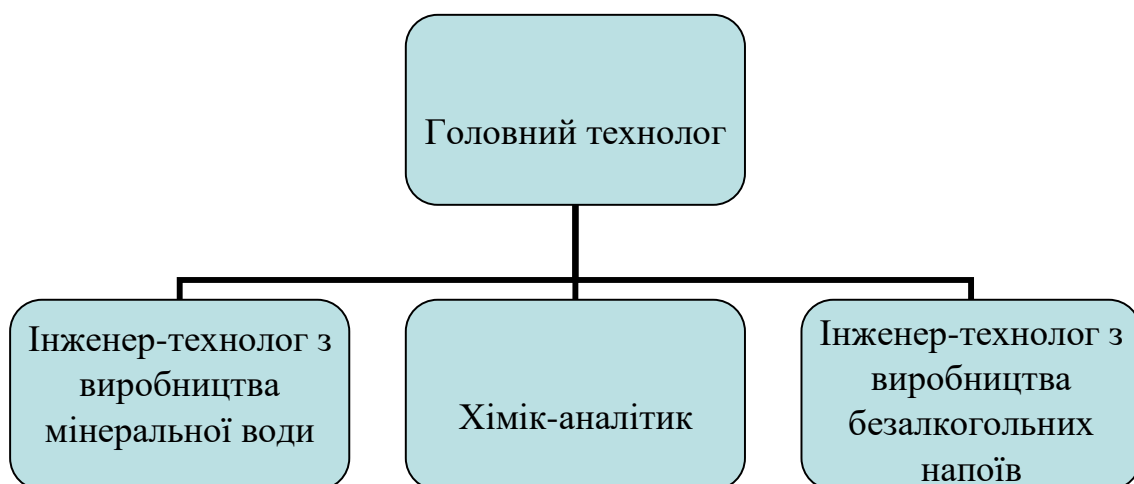 Головний технолог
Інженер-технолог з
виробництва
мінеральної води
Хімік-аналітик
Інженер-технолог з
виробництва
безалкогольних
напоїв